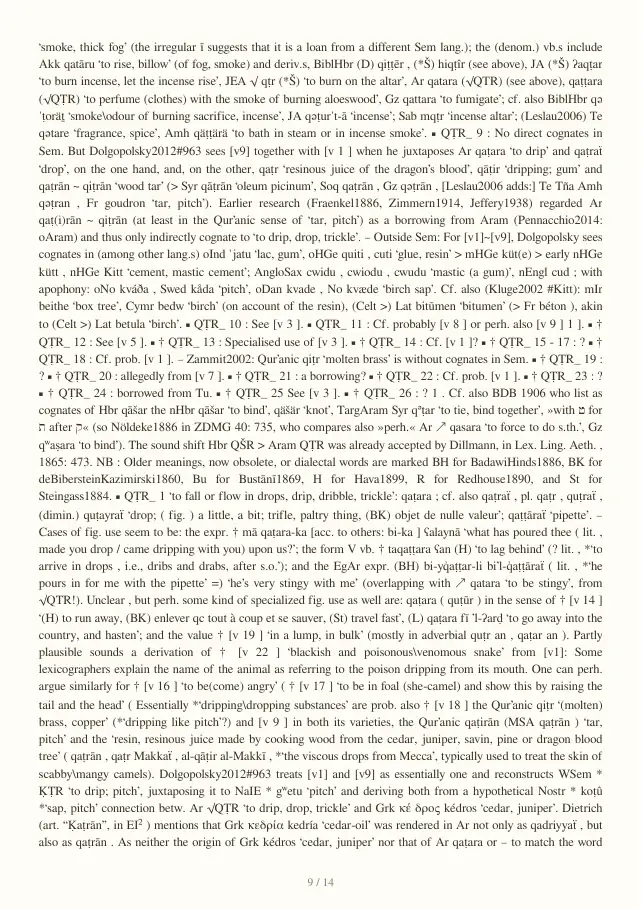 ‘smoke, thick fog’ (the irregular ī suggests that it is a loan from a different Sem lang.); the (denom.) vb.s include
Akk qatāru ‘to rise, billow’ (of fog, smoke) and deriv.s, BiblHbr (D) qiṭṭēr , (*Š) hiqtîr (see above), JA (*Š) ʔaqṭar
‘to burn incense, let the incense rise’, JEA √ qṭr (*Š) ‘to burn on the altar’, Ar qatara (√QTR) (see above), qaṭṭara
(√QṬR) ‘to perfume (clothes) with the smoke of burning aloeswood’, Gz qattara ‘to fumigate’; cf. also BiblHbr qə
ˈṭorät̲ ‘smoke\odour of burning sacrifice, incense’, JA qəṭurˈt-ā ‘incense’; Sab mqṭr ‘incense altar’; (Leslau2006) Te
qətare ‘fragrance, spice’, Amh qäṭṭärä ‘to bath in steam or in incense smoke’. ▪ QṬR_ 9 : No direct cognates in
Sem. But Dolgopolsky2012#963 sees [v9] together with [v 1 ] when he juxtaposes Ar qaṭara ‘to drip’ and qaṭraẗ
‘drop’, on the one hand, and, on the other, qaṭr ‘resinous juice of the dragon’s blood’, qāṭir ‘dripping; gum’ and
qaṭrān ~ qiṭrān ‘wood tar’ (> Syr qāṭrān ‘oleum picinum’, Soq qaṭrān , Gz qəṭrān , [Leslau2006 adds:] Te Tña Amh
qəṭran , Fr goudron ‘tar, pitch’). Earlier research (Fraenkel1886, Zimmern1914, Jeffery1938) regarded Ar
qaṭ(i)rān ~ qiṭrān (at least in the Qurʾanic sense of ‘tar, pitch’) as a borrowing from Aram (Pennacchio2014:
oAram) and thus only indirectly cognate to ‘to drip, drop, trickle’. – Outside Sem: For [v1]~[v9], Dolgopolsky sees
cognates in (among other lang.s) oInd ˈjatu ‘lac, gum’, oHGe quiti , cuti ‘glue, resin’ > mHGe küt(e) > early nHGe
kütt , nHGe Kitt ‘cement, mastic cement’; AngloSax cwidu , cwiodu , cwudu ‘mastic (a gum)’, nEngl cud ; with
apophony: oNo kváða , Swed kåda ‘pitch’, oDan kvade , No kvæde ‘birch sap’. Cf. also (Kluge2002 #Kitt): mIr
beithe ‘box tree’, Cymr bedw ‘birch’ (on account of the resin), (Celt >) Lat bitūmen ‘bitumen’ (> Fr béton ), akin
to (Celt >) Lat betula ‘birch’. ▪ QṬR_ 10 : See [v 3 ]. ▪ QṬR_ 11 : Cf. probably [v 8 ] or perh. also [v 9 ] 1 ]. ▪ †
QṬR_ 12 : See [v 5 ]. ▪ † QṬR_ 13 : Specialised use of [v 3 ]. ▪ † QṬR_ 14 : Cf. [v 1 ]? ▪ † QṬR_ 15 - 17 : ? ▪ †
QṬR_ 18 : Cf. prob. [v 1 ]. – Zammit2002: Qurʾanic qiṭr ‘molten brass’ is without cognates in Sem. ▪ † QṬR_ 19 :
? ▪ † QṬR_ 20 : allegedly from [v 7 ]. ▪ † QṬR_ 21 : a borrowing? ▪ † QṬR_ 22 : Cf. prob. [v 1 ]. ▪ † QṬR_ 23 : ?
▪ † QṬR_ 24 : borrowed from Tu. ▪ † QṬR_ 25 See [v 3 ]. ▪ † QṬR_ 26 : ? 1 . Cf. also BDB 1906 who list as
cognates of Hbr qāšar the nHbr qāšar ‘to bind’, qäšär ‘knot’, TargAram Syr qᵊṭar ‘to tie, bind together’, »with ט for
ת after ק« (so Nöldeke1886 in ZDMG 40: 735, who compares also »perh.« Ar ↗ qasara ‘to force to do s.th.’, Gz
qʷaṣara ‘to bind’). The sound shift Hbr QŠR > Aram QṬR was already accepted by Dillmann, in Lex. Ling. Aeth. ,
1865: 473. NB : Older meanings, now obsolete, or dialectal words are marked BH for BadawiHinds1886, BK for
deBibersteinKazimirski1860, Bu for Bustānī1869, H for Hava1899, R for Redhouse1890, and St for
Steingass1884. ▪ QṬR_ 1 ‘to fall or f low in drops, drip, dribble, trickle’: qaṭara ; cf. also qaṭraẗ , pl. qaṭr , quṭraẗ ,
(dimin.) quṭayraẗ ‘drop; ( fig. ) a little, a bit; trifle, paltry thing, (BK) objet de nulle valeur’; qaṭṭāraẗ ‘pipette’. –
Cases of fig. use seem to be: the expr. † mā qaṭara-ka [acc. to others: bi-ka ] ʕalaynā ‘what has poured thee ( lit. ,
made you drop / came dripping with you) upon us?’; the form V vb. † taqaṭṭara ʕan (H) ‘to lag behind’ (? lit. , *‘to
arrive in drops , i.e., dribs and drabs, after s.o.’); and the EgAr expr. bi-yq̇aṭṭar-li bi’l-q̇aṭṭāraẗ ( lit. , *‘he
pours in for me with the pipette’ =) ‘he’s very stingy with me’ (overlapping with ↗ qatara ‘to be stingy’, from
√QTR!). Unclear , but perh. some kind of specialized fig. use as well are: qaṭara ( quṭūr ) in the sense of † [v 14 ]
‘(H) to run away, (BK) enlever qc tout à coup et se sauver, (St) travel fast’, (L) qaṭara fī ’l-ʔarḍ ‘to go away into the
country, and hasten’; and the value † [v 19 ] ‘in a lump, in bulk’ (mostly in adverbial quṭr an , qaṭar an ). Partly
plausible sounds a derivation of † [v 22 ] ‘blackish and poisonous\venomous snake’ from [v1]: Some
lexicographers explain the name of the animal as referring to the poison dripping from its mouth. One can perh.
argue similarly for † [v 16 ] ‘to be(come) angry’ ( † [v 17 ] ‘to be in foal (she-camel) and show this by raising the
tail and the head’ ( Essentially *‘dripping\dropping substances’ are prob. also † [v 18 ] the Qurʾanic qiṭr ‘(molten)
brass, copper’ (*‘dripping like pitch’?) and [v 9 ] in both its varieties, the Qurʾanic qaṭirān (MSA qaṭrān ) ‘tar,
pitch’ and the ‘resin, resinous juice made by cooking wood from the cedar, juniper, savin, pine or dragon blood
tree’ ( qaṭrān , qaṭr Makkaẗ , al-qāṭir al-Makkī , *‘the viscous drops from Mecca’, typically used to treat the skin of
scabby\mangy camels). Dolgopolsky2012#963 treats [v1] and [v9] as essentially one and reconstructs WSem *
ḲṬR ‘to drip; pitch’, juxtaposing it to NaIE * gʷetu ‘pitch’ and deriving both from a hypothetical Nostr * ḳoṭû
*‘sap, pitch’ connection betw. Ar √QṬR ‘to drip, drop, trickle’ and Grk κέ δρος kédros ‘cedar, juniper’. Dietrich
(art. “Ḳaṭrān”, in EI² ) mentions that Grk κεδρία kedría ‘cedar-oil’ was rendered in Ar not only as qadriyyaẗ , but
also as qaṭrān . As neither the origin of Grk kédros ‘cedar, juniper’ nor that of Ar qaṭara or – to match the word
9 / 14